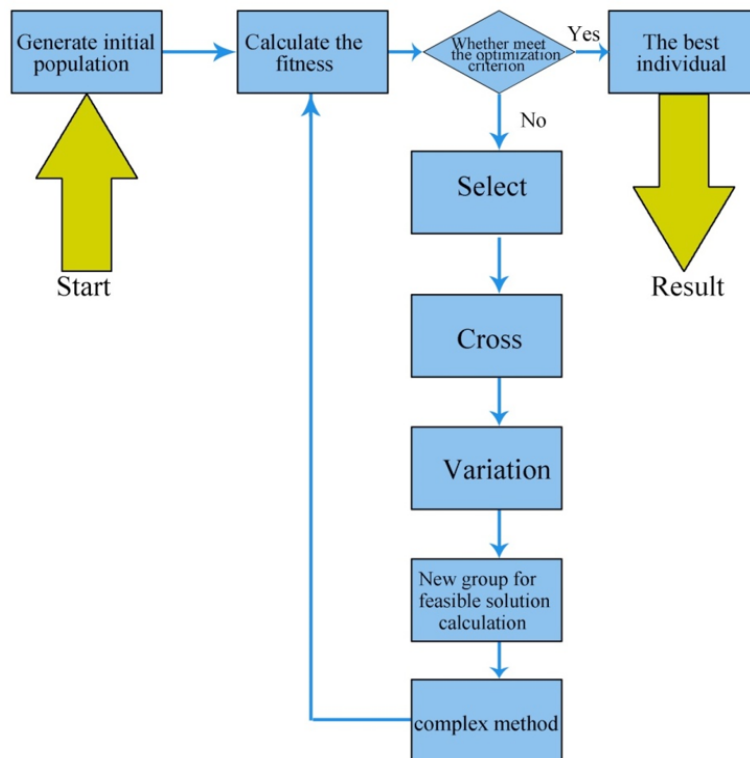 Generate initial
population
Calculate the
fitness
Whether meet
the optimization
criterion
Yes
The best
individual
No
Select
Start
Result
Cross
Variation
New group for
feasible solution
calculation
complex method